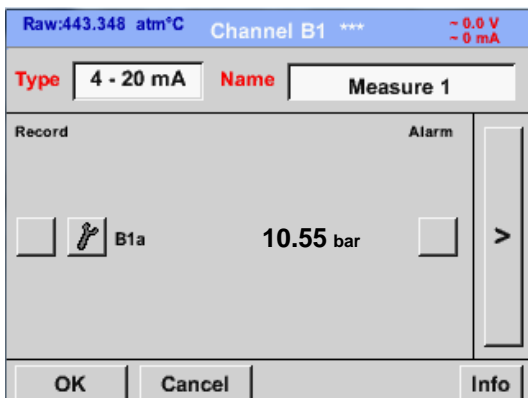 Raw:443.348 atm°C Channel B1 *** ~ 0.0 V
~ 0 mA
Type 4 - 20 mA Name Measure 1
Record Alarm
B1a 10.55 bar >
OK Cancel Info